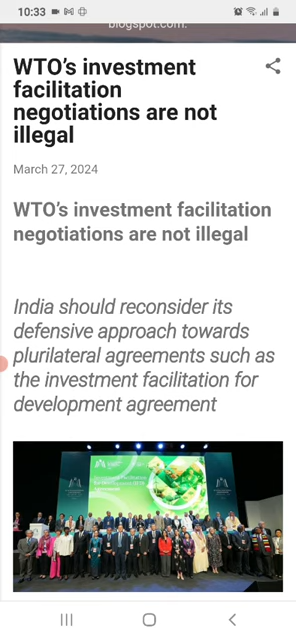 10:33
blogspot.com.
WTO's investment
facilitation
negotiations are not
illegal
March 27, 2024
WTO's investment facilitation
negotiations are not illegal
India should reconsider its
defensive approach towards
plurilateral agreements such as
the investment facilitation for
development agreement